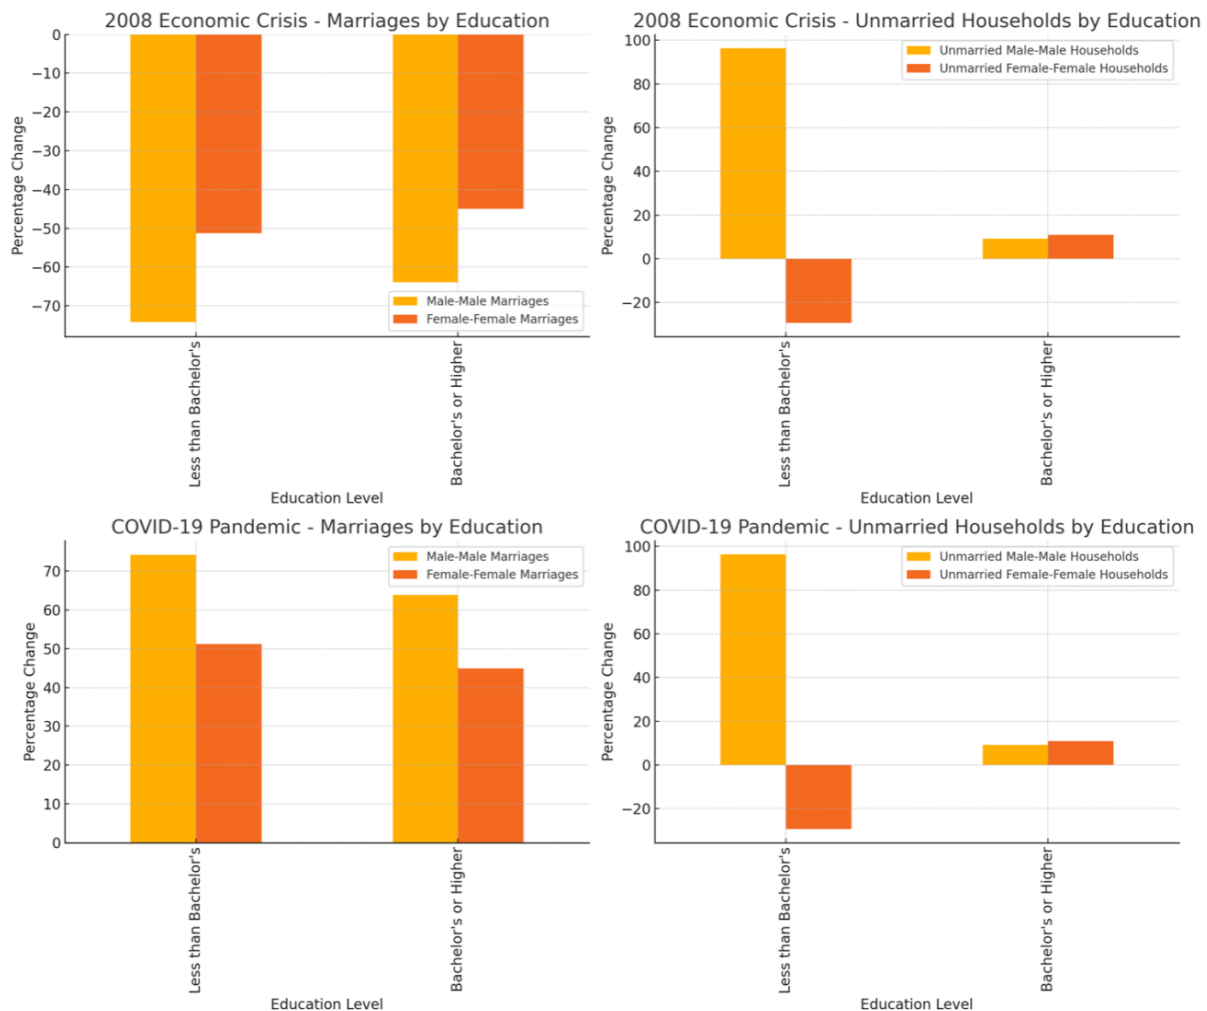 2008 Economic Crisis - Marriages by Education
0
−10
−20
−30
−40
−50
−60
−70
Percentage Change
Male-Male Marriages
Female-Female Marriages
Less than Bachelor's
Bachelor's or Higher
Education Level
2008 Economic Crisis - Unmarried Households by Education
100
80
60
40
20
0
−20
Percentage Change
Unmarried Male-Male Households
Unmarried Female-Female Households
Less than Bachelor's
Bachelor's or Higher
Education Level
COVID-19 Pandemic - Marriages by Education
70
60
50
40
30
20
10
0
Percentage Change
Male-Male Marriages
Female-Female Marriages
Less than Bachelor's
Bachelor's or Higher
Education Level
COVID-19 Pandemic - Unmarried Households by Education
100
80
60
40
20
0
−20
Percentage Change
Unmarried Male-Male Households
Unmarried Female-Female Households
Less than Bachelor's
Bachelor's or Higher
Education Level